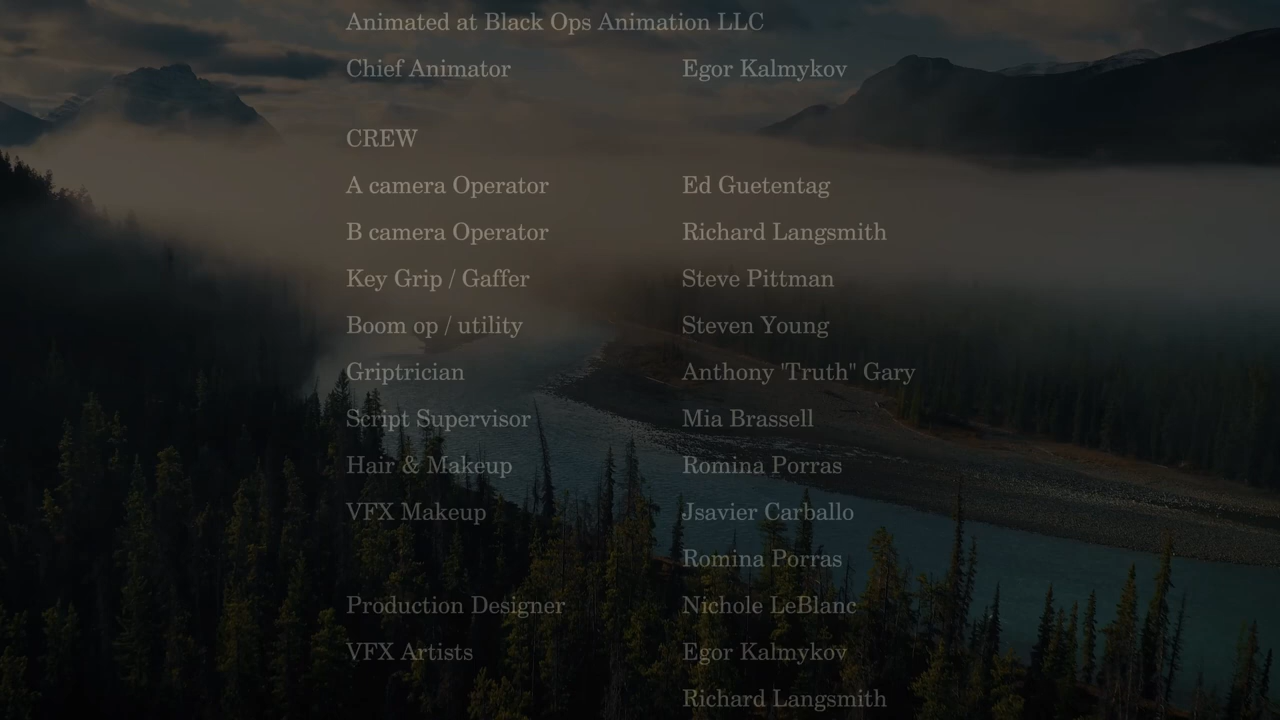 Animated at Black Ops Animation LLC
Chief Animator Egor Kalmykov
CREW
A camera Operator Ed Guetentag
B camera Operator Richard Langsmith
Key Grip / Gaffer Steve Pittman
Boom op / utility Steven Young
Griptrician Anthony "Truth" Gary
Script Supervisor Mia Brassell
Hair & Makeup Romina Porras
VFX Makeup Jsavier Carballo
Romina Porras
Production Designer Nichole LeBlanc
VFX Artists Egor Kalmykov
Richard Langsmith